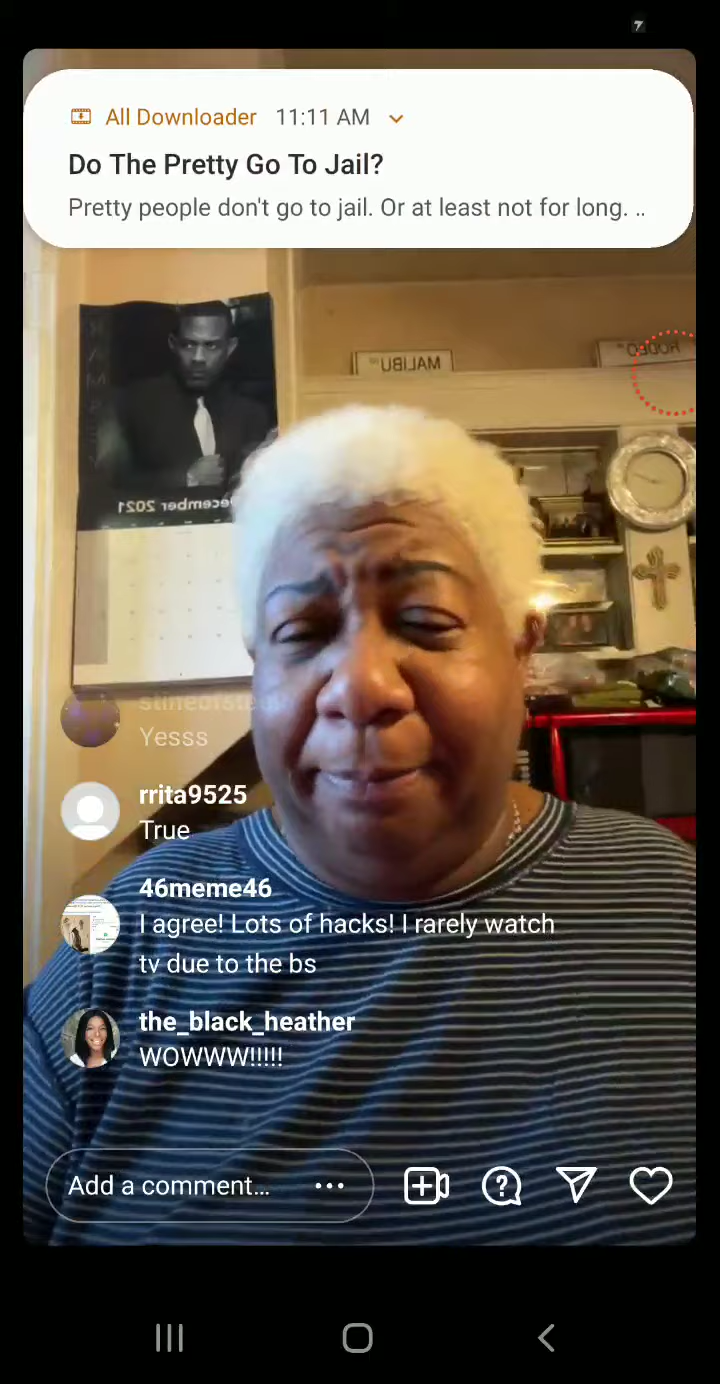 All Downloader 11:11 AM
Do The Pretty Go To Jail?
Pretty people don't go to jail. Or at least not for long. ..
MALIBU
RODEO
December 2021
Yesss
rrita9525
True
46meme46
I agree! Lots of hacks! I rarely watch
tv due to the bs
the_black_heather
WOWWW!!!!!
Add a comment...